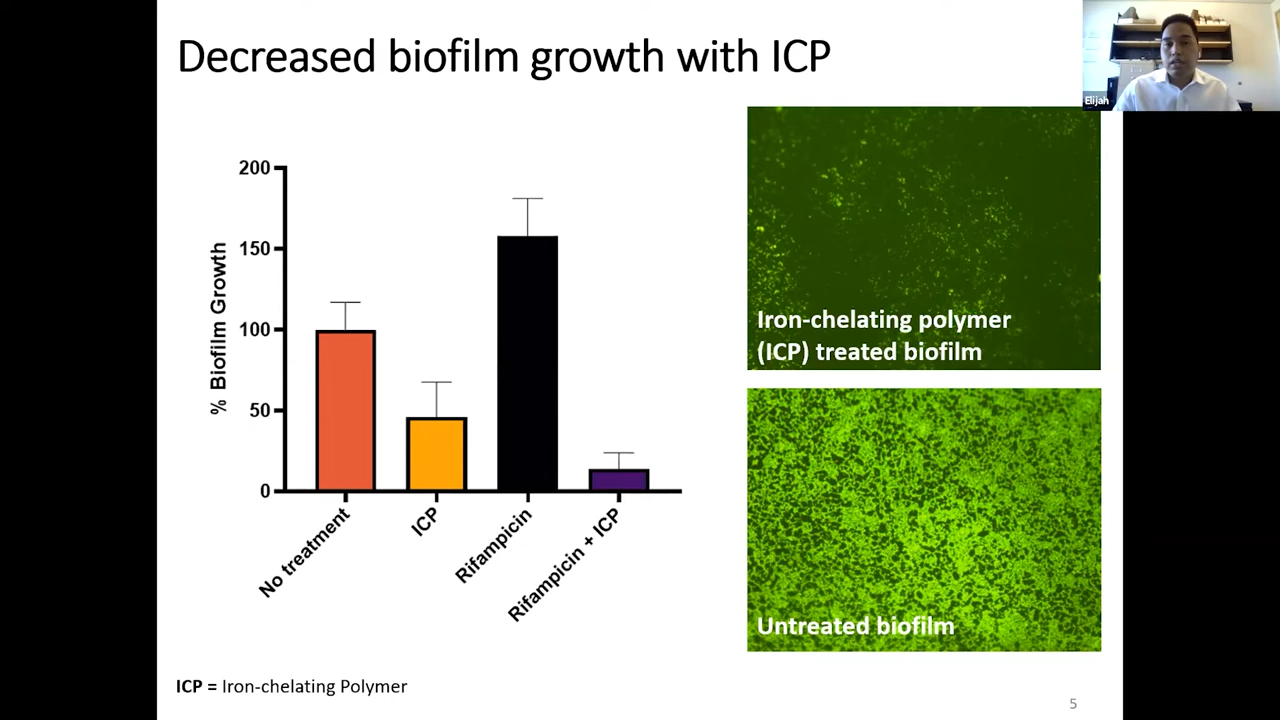 Decreased biofilm growth with ICP
Elijah
200
150
100
50
0
% Biofilm Growth
No treatment
ICP
Rifampicin
Rifampicin + ICP
Iron-chelating polymer
(ICP) treated biofilm
Untreated biofilm
ICP = Iron-chelating Polymer
5